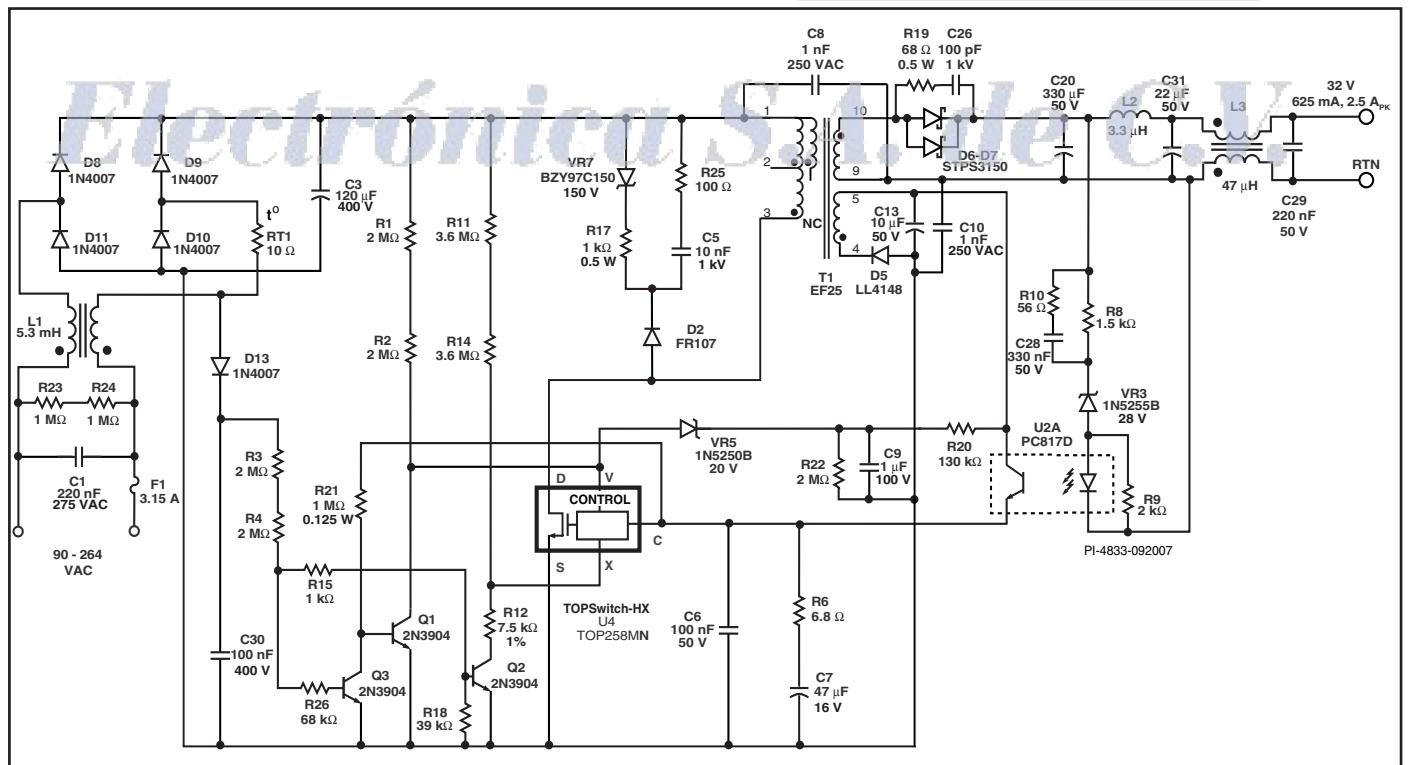 Electrónica S.A. de C.V.
C8
1 nF
250 VAC
R19
68 Ω
0.5 W
C26
100 pF
1 kV
C20
330 µF
50 V
C31
22 µF
50 V
L2
3.3 µH
L3
47 µH
32 V
625 mA, 2.5 APK
RTN
C29
220 nF
50 V
D8
1N4007
D9
1N4007
D11
1N4007
D10
1N4007
C3
120 µF
400 V
tO
RT1
10 Ω
R1
2 MΩ
R11
3.6 MΩ
VR7
BZY97C150
150 V
R25
100 Ω
R17
1 kΩ
0.5 W
C5
10 nF
1 kV
1
2
3
NC
10
9
5
4
D6-D7
STPS3150
C13
10 µF
50 V
C10
1 nF
250 VAC
T1
EF25
D5
LL4148
D2
FR107
L1
5.3 mH
D13
1N4007
R2
2 MΩ
R14
3.6 MΩ
R10
56 Ω
C28
330 nF
50 V
R8
1.5 kΩ
VR3
1N5255B
28 V
R23
1 MΩ
R24
1 MΩ
C1
220 nF
275 VAC
F1
3.15 A
90 - 264
VAC
R3
2 MΩ
R4
2 MΩ
R21
1 MΩ
0.125 W
VR5
1N5250B
20 V
R22
2 MΩ
C9
1 µF
100 V
R20
130 kΩ
U2A
PC817D
R9
2 kΩ
PI-4833-092007
D
V
CONTROL
C
S
X
TOPSwitch-HX
U4
TOP258MN
R15
1 kΩ
R12
7.5 kΩ
1%
C6
100 nF
50 V
R6
6.8 Ω
C7
47 µF
16 V
C30
100 nF
400 V
Q1
2N3904
Q3
2N3904
Q2
2N3904
R26
68 kΩ
R18
39 kΩ